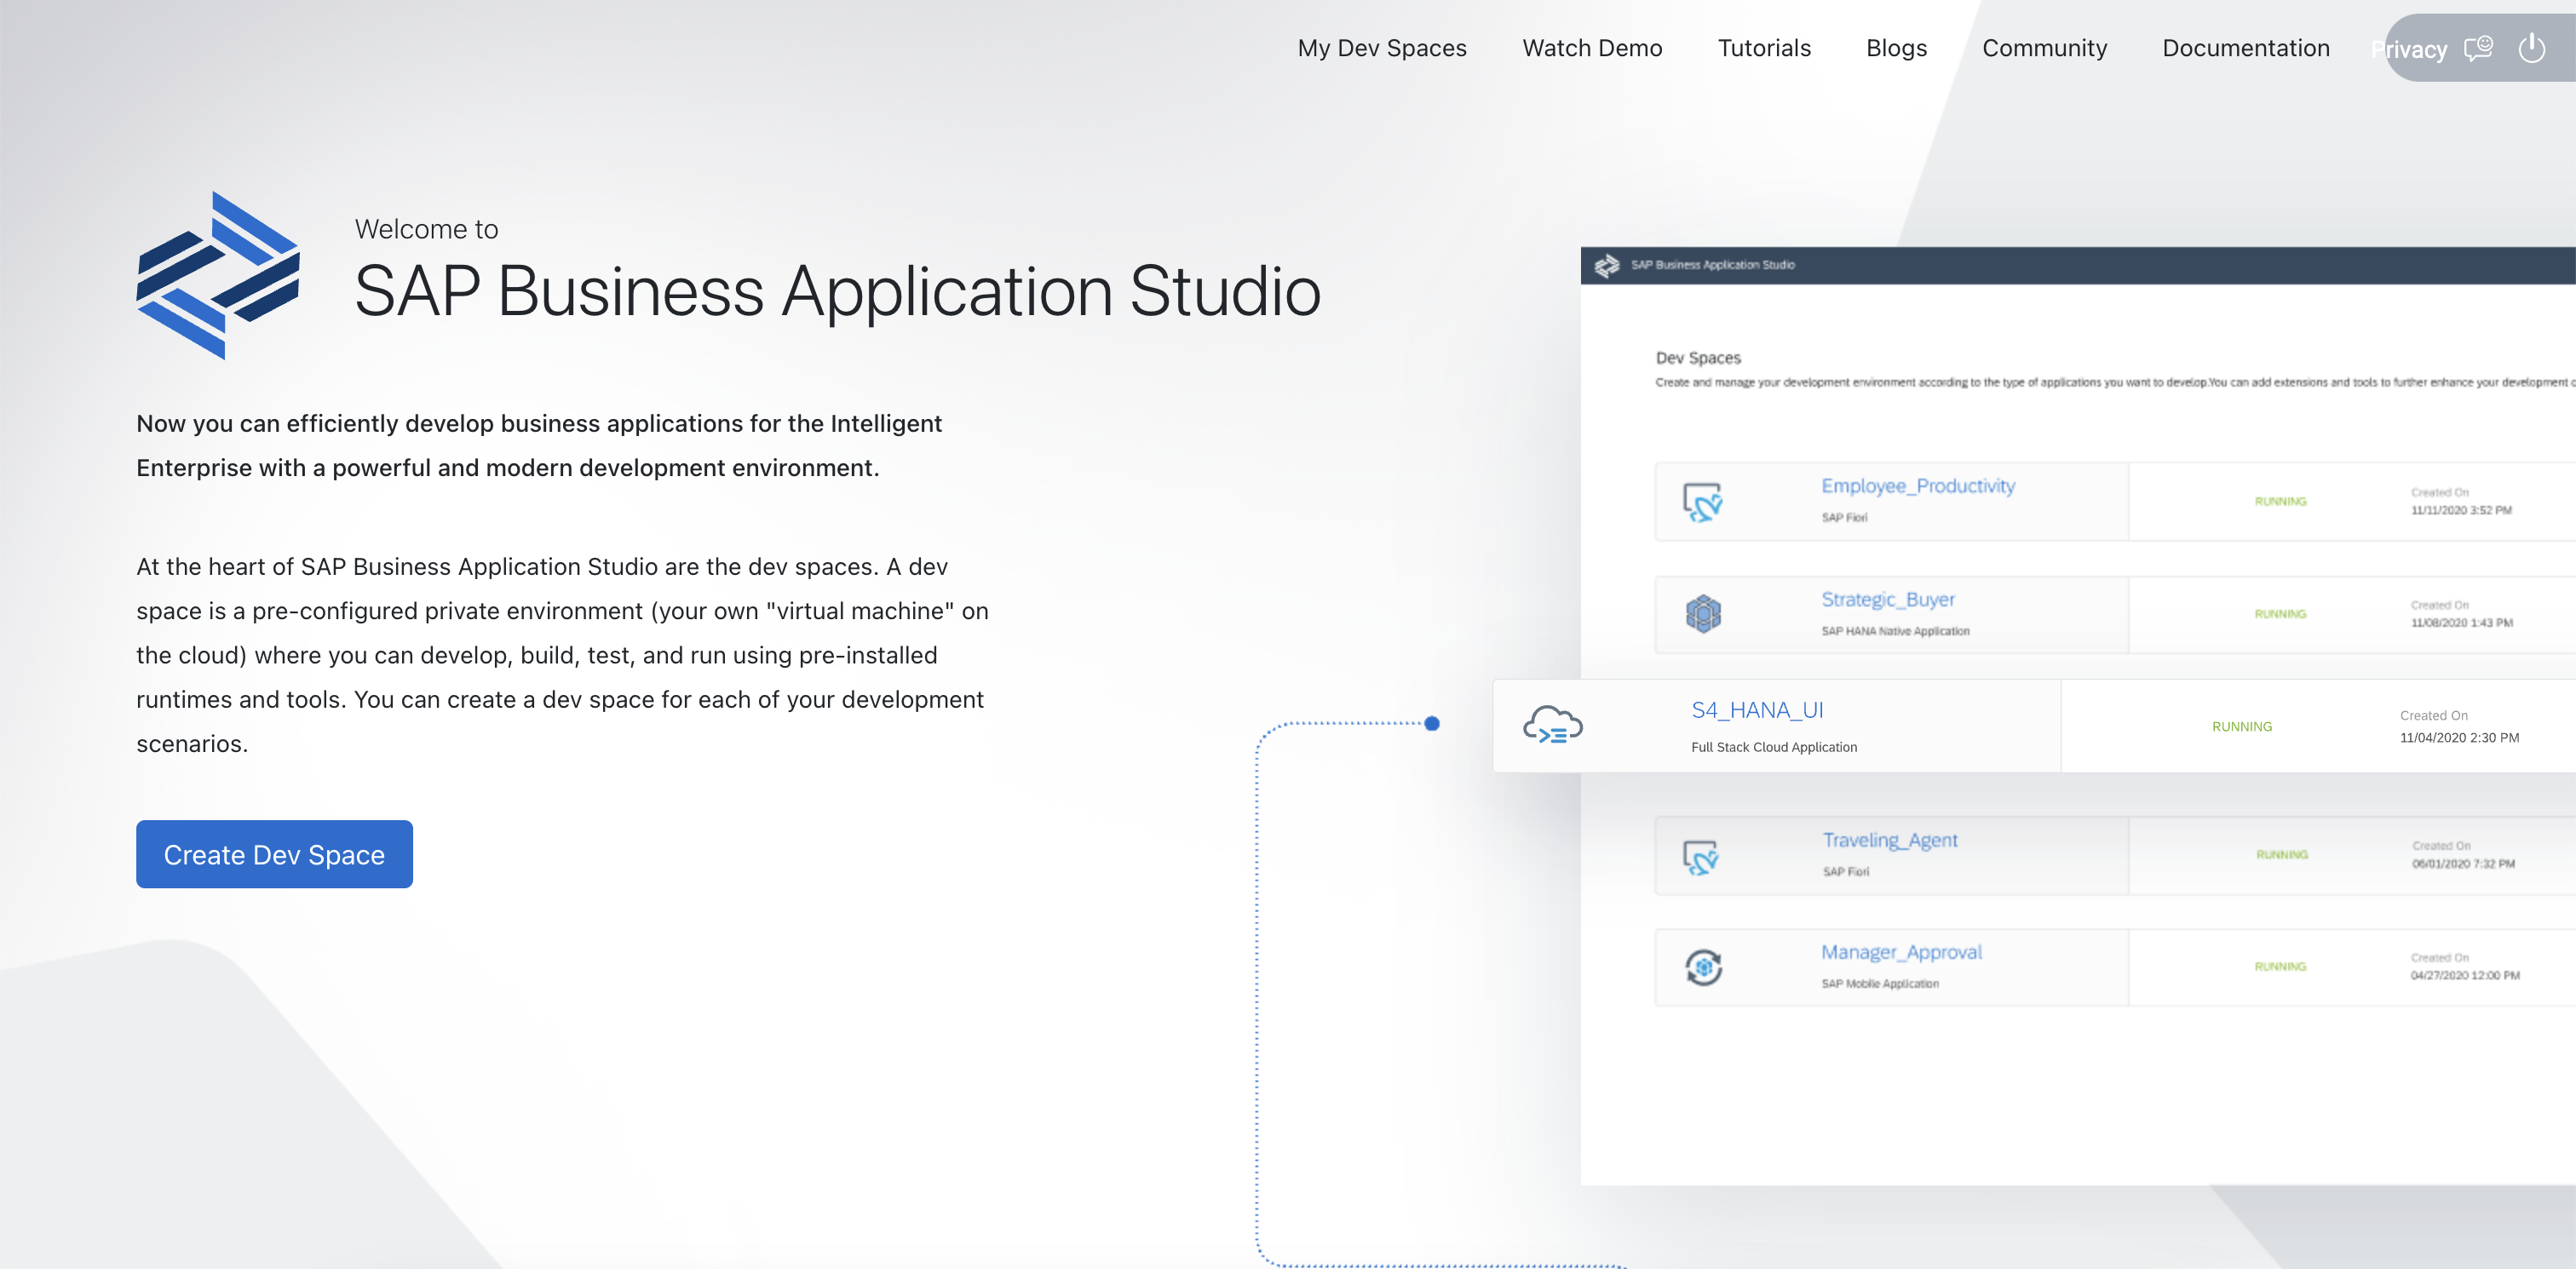 My Dev Spaces Watch Demo Tutorials Blogs Community Documentation Privacy
Welcome to
SAP Business Application Studio
Now you can efficiently develop business applications for the Intelligent
Enterprise with a powerful and modern development environment.
At the heart of SAP Business Application Studio are the dev spaces. A dev
space is a pre-configured private environment (your own "virtual machine" on
the cloud) where you can develop, build, test, and run using pre-installed
runtimes and tools. You can create a dev space for each of your development
scenarios.
Create Dev Space
SAP Business Application Studio
Dev Spaces
Create and manage your development environment according to the type of applications you want to develop.You can add extensions and tools to further enhance your development
Employee_Productivity
SAP Fiori
RUNNING
Created On
11/11/2020 3:52 PM
Strategic_Buyer
SAP HANA Native Application
RUNNING
Created On
11/08/2020 1:43 PM
S4_HANA_UI
Full Stack Cloud Application
RUNNING
Created On
11/04/2020 2:30 PM
Traveling_Agent
SAP Fiori
RUNNING
Created On
06/01/2020 7:32 PM
Manager_Approval
SAP Mobile Application
RUNNING
Created On
04/27/2020 12:00 PM